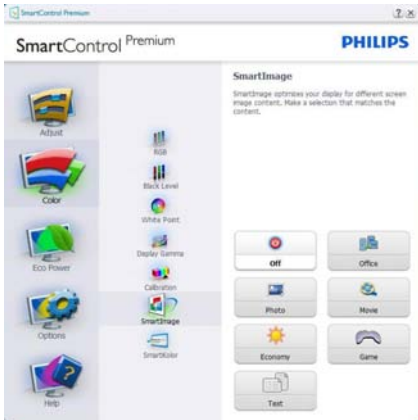 SmartControl Premium
SmartControl Premium
PHILIPS
Adjust
Color
Eco Power
Options
Help
RGB
Black Level
White Point
Display Gamma
Calibration
SmartImage
SmartKolor
SmartImage
SmartImage optimizes your display for different screen
image content. Make a selection that matches the
content.
Off
Office
Photo
Movie
Economy
Game
Text